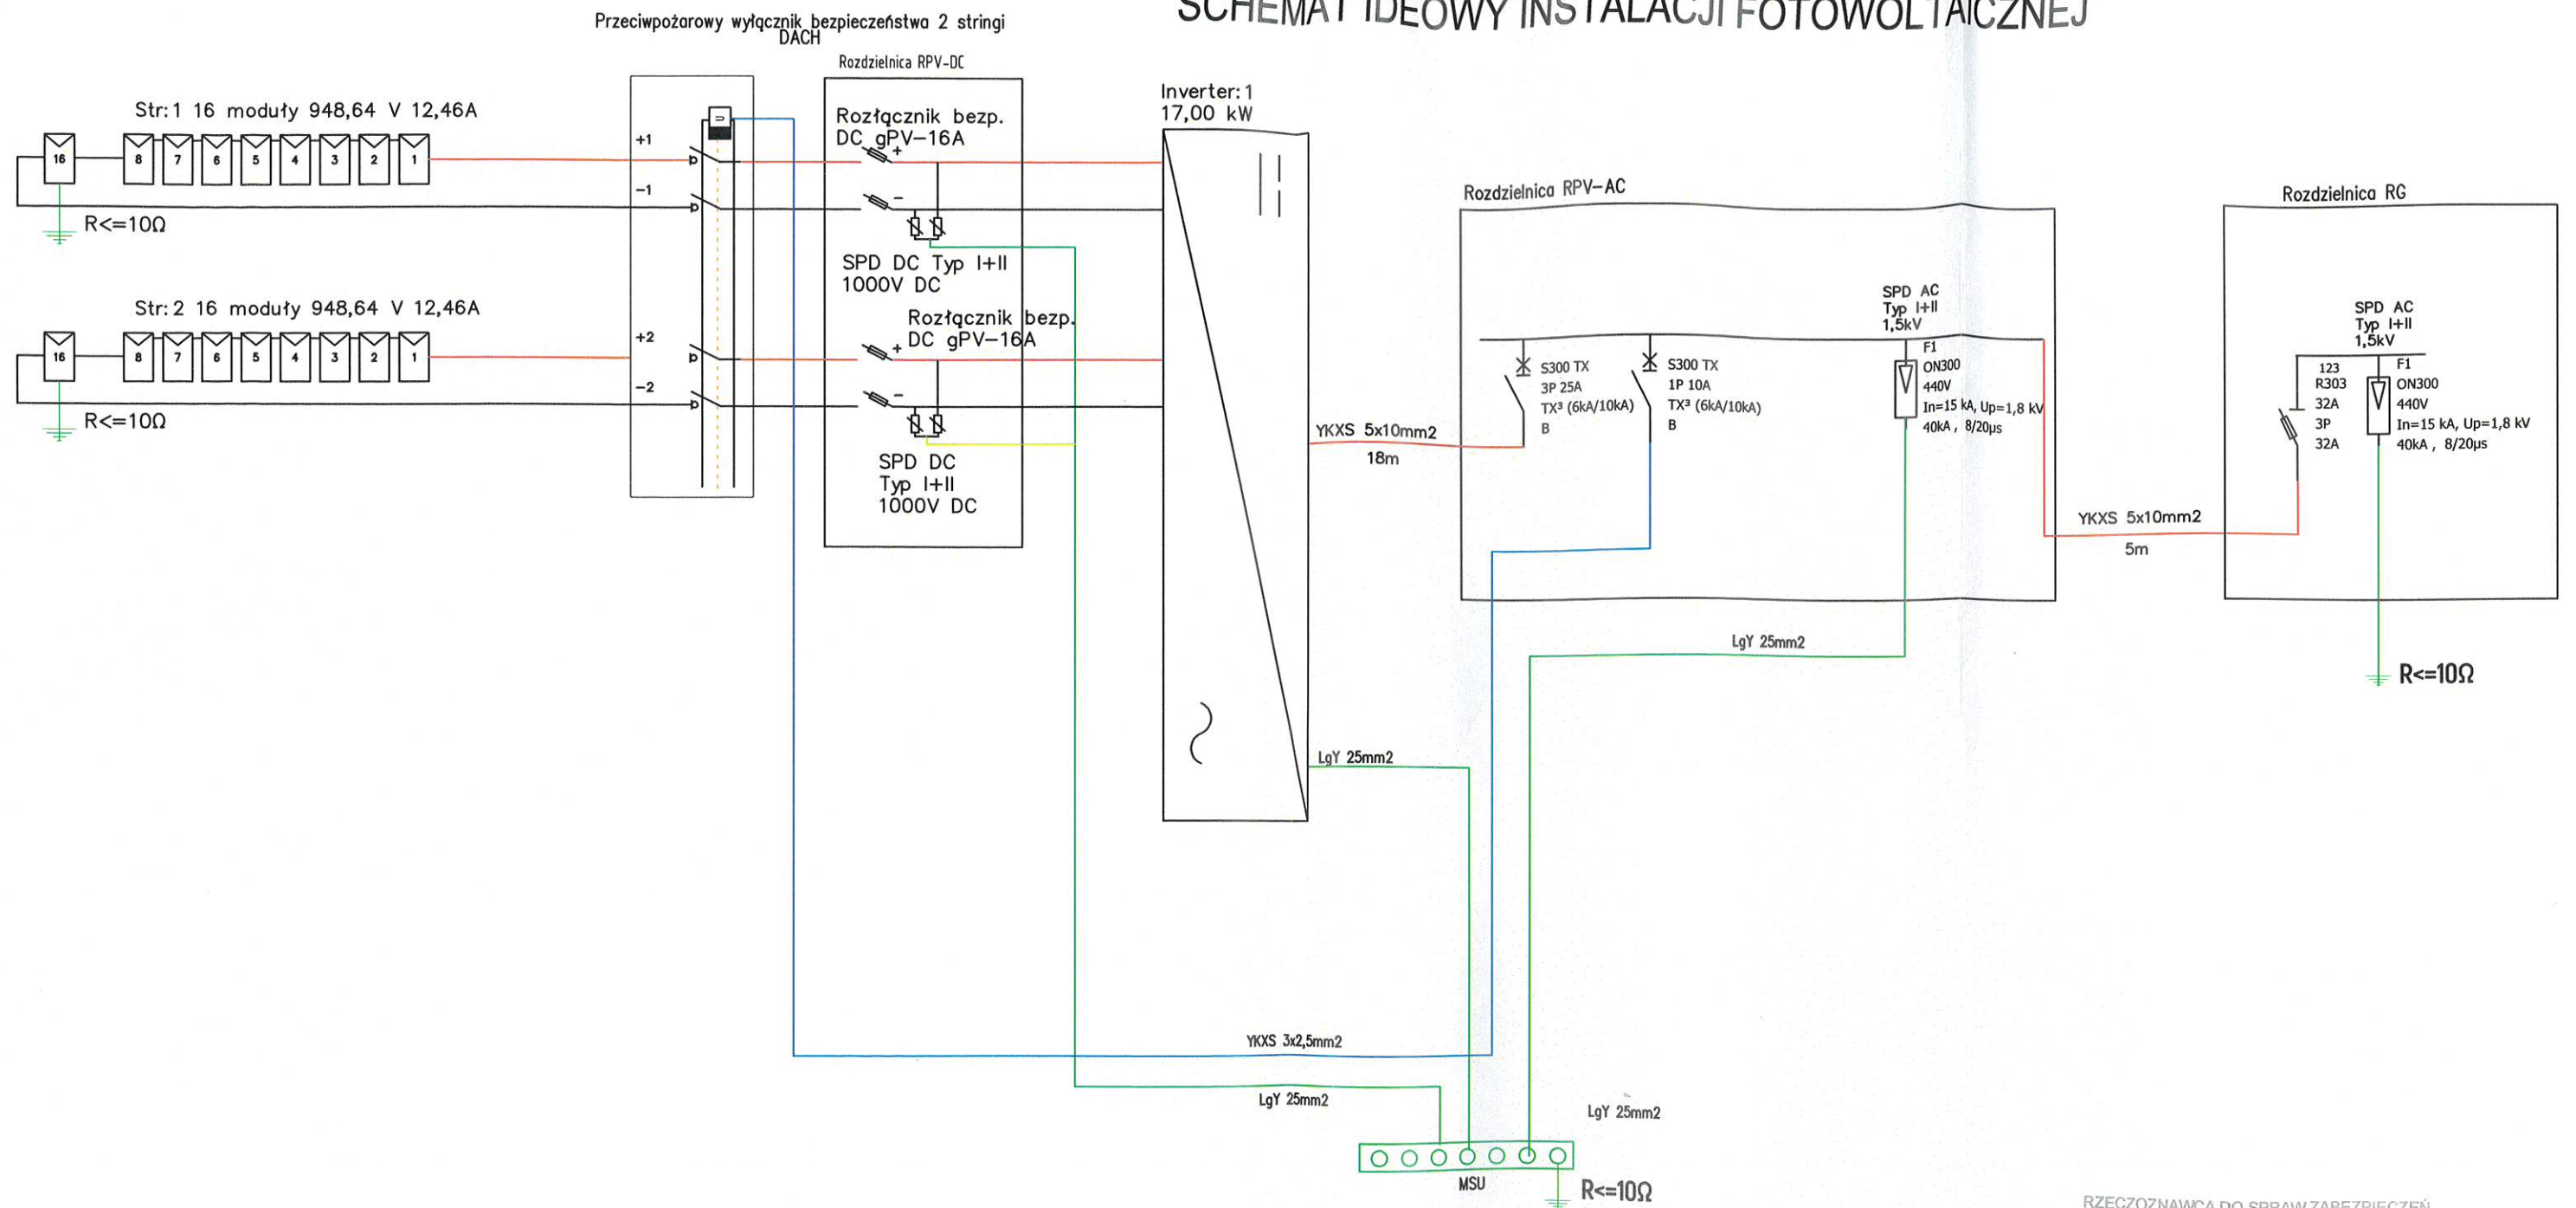 SCHEMAT IDEOWY INSTALACJI FOTOWOLTAICZNEJ
Przeciwpożarowy wyłącznik bezpieczeństwa 2 stringi
DACH
Rozdzielnica RPV-DC
Str:1 16 moduły 948,64 V 12,46A
16 8 7 6 5 4 3 2 1
R<=10Ω
+1
-1
Rozłącznik bezp.
DC gPV-16A
+
-
SPD DC Typ I+II
1000V DC
Str:2 16 moduły 948,64 V 12,46A
16 8 7 6 5 4 3 2 1
R<=10Ω
+2
-2
Rozłącznik bezp.
DC gPV-16A
+
-
SPD DC
Typ I+II
1000V DC
Inverter:1
17,00 kW
YKXS 5x10mm2
18m
LgY 25mm2
Rozdzielnica RPV-AC
S300 TX
3P 25A
TX³ (6kA/10kA)
B
S300 TX
1P 10A
TX³ (6kA/10kA)
B
SPD AC
Typ I+II
1,5kV
F1
ON300
440V
In=15 kA, Up=1,8 kV
40kA , 8/20µs
YKXS 5x10mm2
5m
LgY 25mm2
Rozdzielnica RG
SPD AC
Typ I+II
1,5kV
123
R303
32A
3P
32A
F1
ON300
440V
In=15 kA, Up=1,8 kV
40kA , 8/20µs
R<=10Ω
YKXS 3x2,5mm2
LgY 25mm2
LgY 25mm2
MSU
R<=10Ω
RZECZOZNAWCA DO SPRAW ZABEZPIECZEŃ